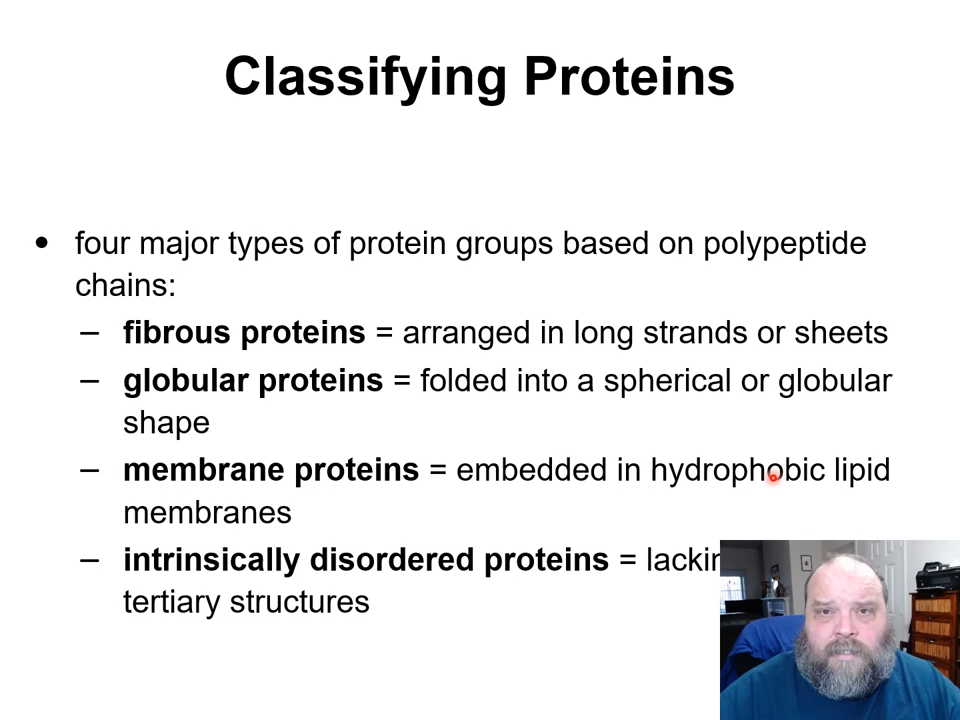 Classifying Proteins
• four major types of protein groups based on polypeptide
chains:
– fibrous proteins = arranged in long strands or sheets
– globular proteins = folded into a spherical or globular
shape
– membrane proteins = embedded in hydrophobic lipid
membranes
– intrinsically disordered proteins =
tertiary structures